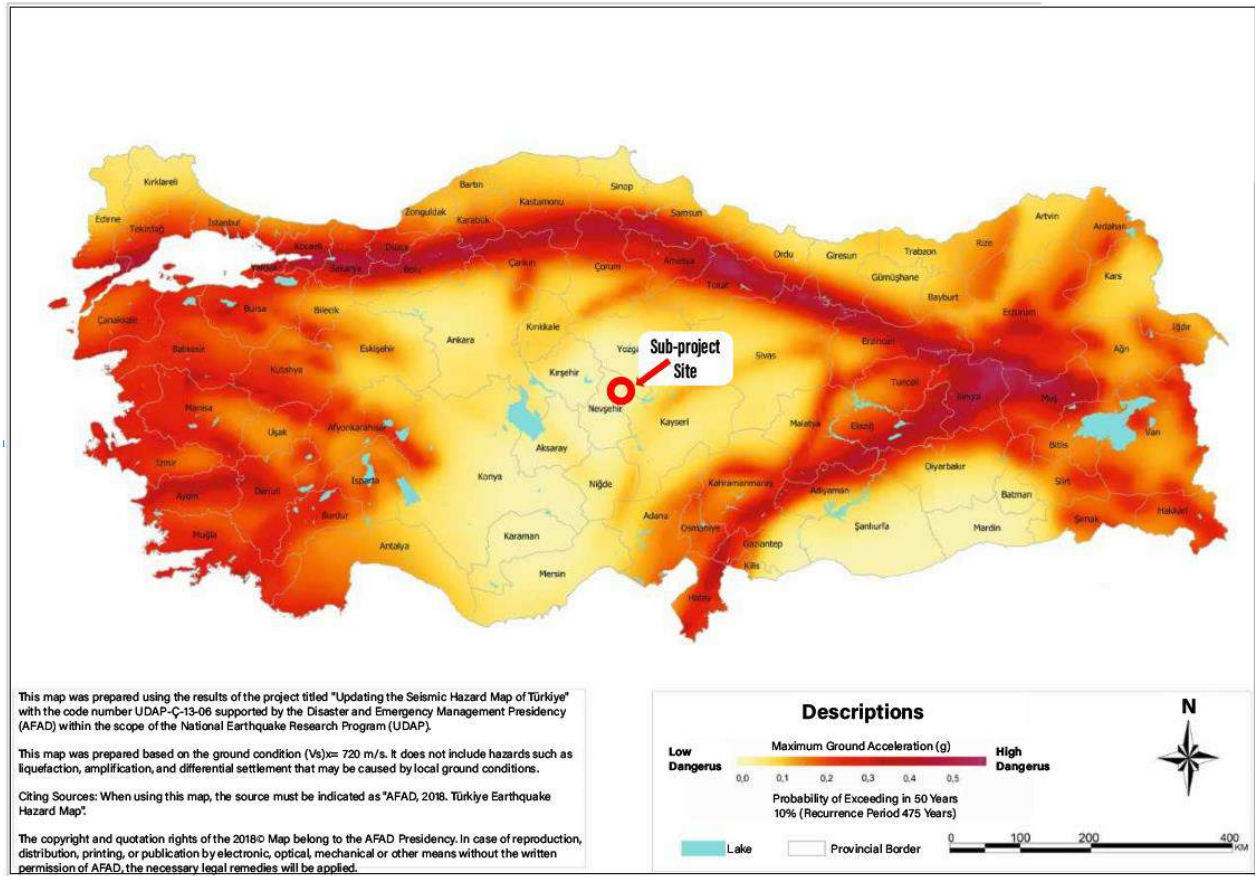 Kırklareli
Edirne
Tekirdağ
İstanbul
Kocaeli
Yalova
Sakarya
Düzce
Bolu
Zonguldak
Bartın
Karabük
Kastamonu
Sinop
Samsun
Çankırı
Çorum
Amasya
Tokat
Ordu
Giresun
Trabzon
Gümüşhane
Rize
Artvin
Ardahan
Kars
Bayburt
Erzurum
Iğdır
Ağrı
Çanakkale
Balıkesir
Bursa
Bilecik
Eskişehir
Kütahya
Ankara
Kırıkkale
Yozga
Sub-project
Site
Sivas
Erzincan
Tunceli
Bingöl
Muş
Kırşehir
Nevşehir
Kayseri
Malatya
Elazığ
Bitlis
Van
Manisa
Uşak
Afyonkarahisar
Aksaray
İzmir
Aydın
Denizli
Isparta
Burdur
Muğla
Antalya
Konya
Niğde
Karaman
Mersin
Adana
Osmaniye
Kahramanmaraş
Adıyaman
Gaziantep
Kilis
Hatay
Şanlıurfa
Diyarbakır
Batman
Mardin
Siirt
Şırnak
Hakkari
This map was prepared using the results of the project titled "Updating the Seismic Hazard Map of Türkiye"
with the code number UDAP-Ç-13-06 supported by the Disaster and Emergency Management Presidency
(AFAD) within the scope of the National Earthquake Research Program (UDAP).
This map was prepared based on the ground condition (Vs)x= 720 m/s. It does not include hazards such as
liquefaction, amplification, and differential settlement that may be caused by local ground conditions.
Citing Sources: When using this map, the source must be indicated as "AFAD, 2018. Türkiye Earthquake
Hazard Map".
The copyright and quotation rights of the 2018© Map belong to the AFAD Presidency. In case of reproduction,
distribution, printing, or publication by electronic, optical, mechanical or other means without the written
permission of AFAD, the necessary legal remedies will be applied.
Descriptions
Low
Dangerus
Maximum Ground Acceleration (g)
High
Dangerus
0,0 0,1 0,2 0,3 0,4 0,5
Probability of Exceeding in 50 Years
10% (Recurrence Period 475 Years)
Lake
Provincial Border
N
0 100 200 400
KM